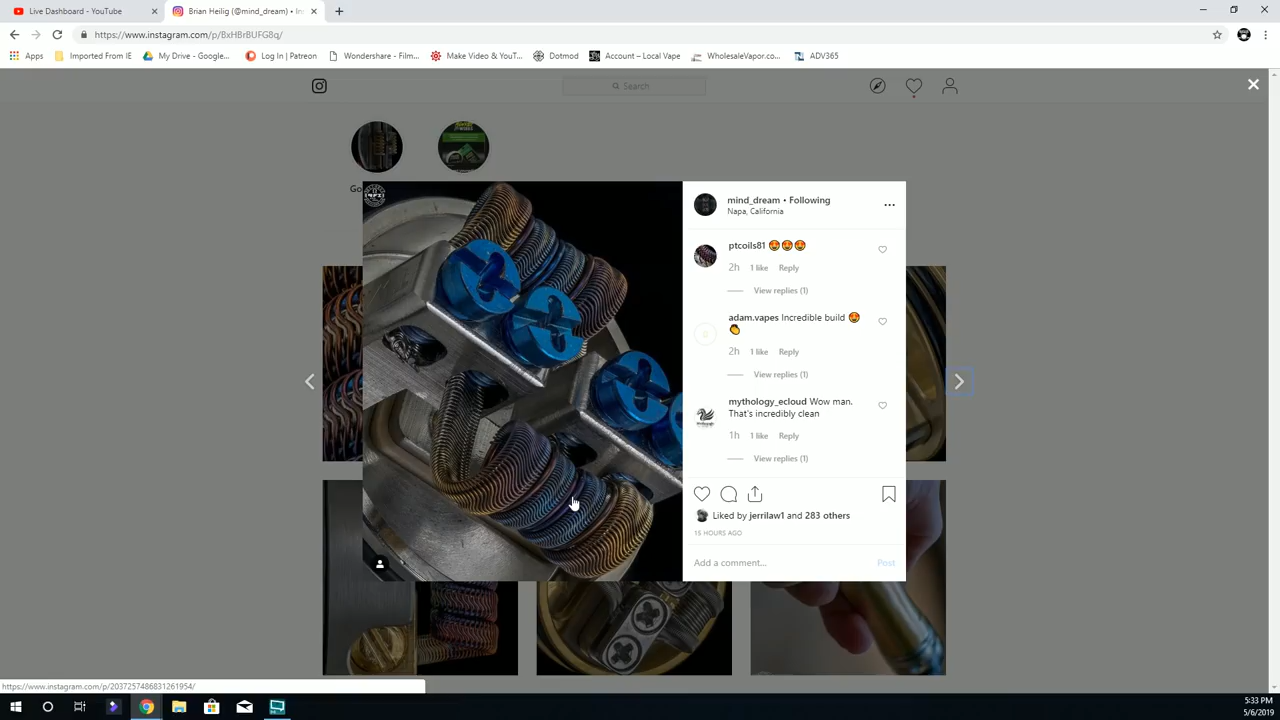 Live Dashboard - YouTube
Brian Heilig (@mind_dream) • Ins
https://www.instagram.com/p/BxHBrBUFG8q/
Apps
Imported From IE
My Drive - Google...
Log In | Patreon
Wondershare - Film...
Make Video & YouT...
Dotmod
Account – Local Vape
WholesaleVapor.co...
ADV365
Search
Go
mind_dream • Following
Napa, California
ptcoils81 😍😍😍
2h 1 like Reply
View replies (1)
adam.vapes Incredible build 😍
👏
2h 1 like Reply
View replies (1)
mythology_ecloud Wow man.
That's incredibly clean
1h 1 like Reply
View replies (1)
Liked by jerrilaw1 and 283 others
15 HOURS AGO
Add a comment...
Post
https://www.instagram.com/p/2037257486831261954/
5:33 PM
5/6/2019